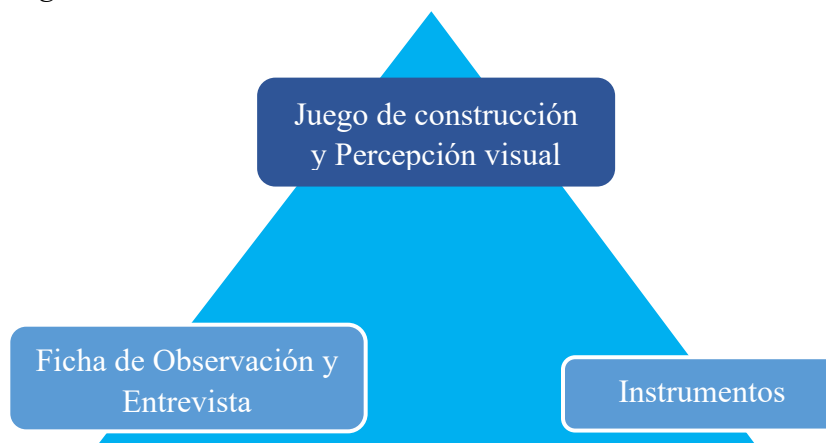 Juego de construcción
y Percepción visual
Ficha de Observación y
Entrevista
Instrumentos